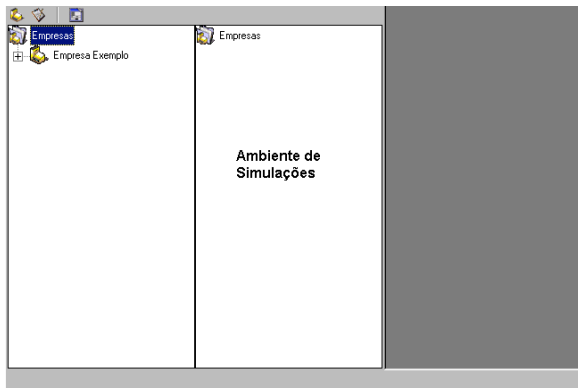 Empresas
Empresa Exemplo
Empresas
Ambiente de
Simulações